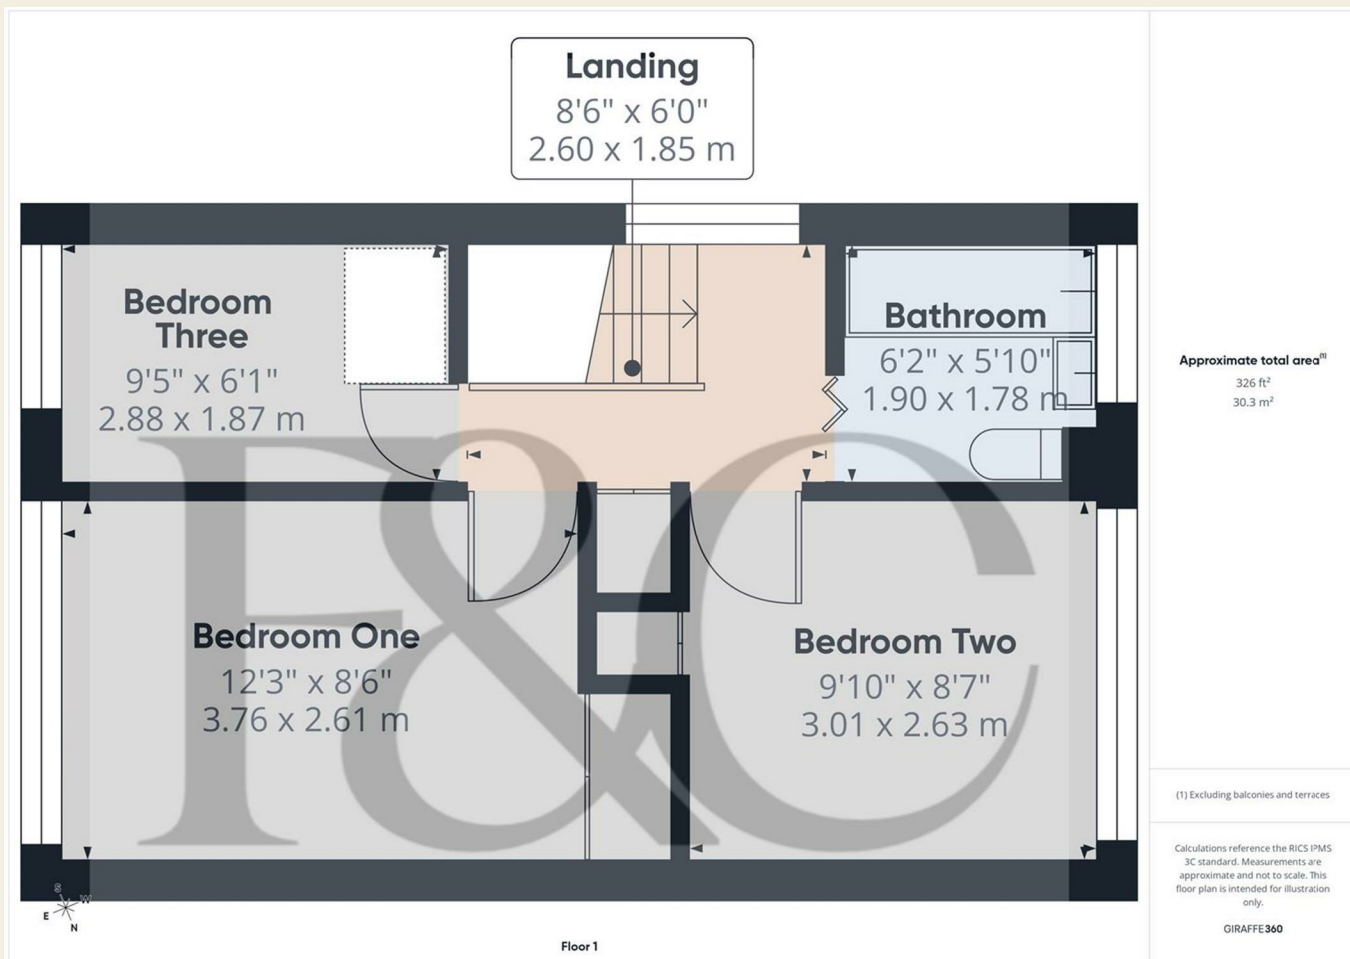 Landing
8'6" x 6'0"
2.60 x 1.85 m
Bedroom
Three
9'5" x 6'1"
2.88 x 1.87 m
Bathroom
6'2" x 5'10"
1.90 x 1.78 m
Approximate total area(1)
326 ft²
30.3 m²
F&C
Bedroom One
12'3" x 8'6"
3.76 x 2.61 m
Bedroom Two
9'10" x 8'7"
3.01 x 2.63 m
(1) Excluding balconies and terraces
Calculations reference the RICS IPMS
3C standard. Measurements are
approximate and not to scale. This
floor plan is intended for illustration
only.
GIRAFFE360
S
W
E
N
Floor 1